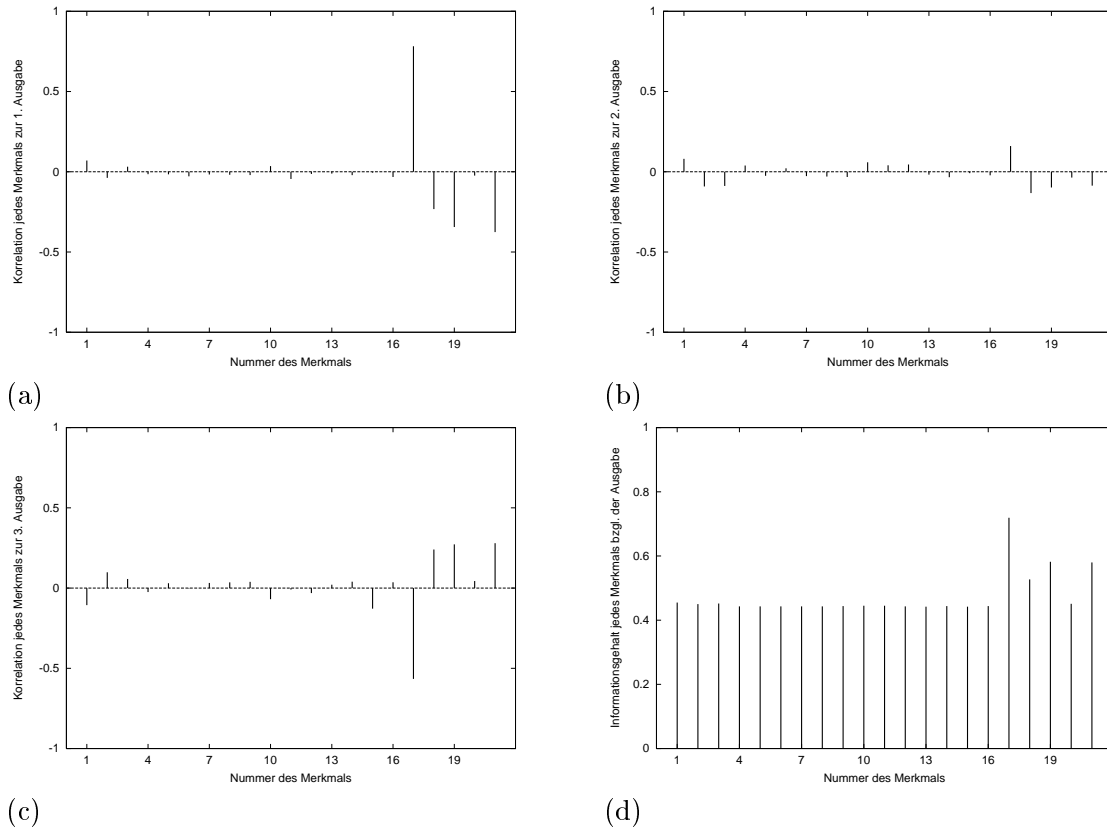 Korrelation jedes Merkmals zur 1. Ausgabe
1
0.5
0
-0.5
-1
1 4 7 10 13 16 19
Nummer des Merkmals
(a)
Korrelation jedes Merkmals zur 2. Ausgabe
1
0.5
0
-0.5
-1
1 4 7 10 13 16 19
Nummer des Merkmals
(b)
Korrelation jedes Merkmals zur 3. Ausgabe
1
0.5
0
-0.5
-1
1 4 7 10 13 16 19
Nummer des Merkmals
(c)
Informationsgehalt jedes Merkmals bzgl. der Ausgabe
1
0.8
0.6
0.4
0.2
0
1 4 7 10 13 16 19
Nummer des Merkmals
(d)